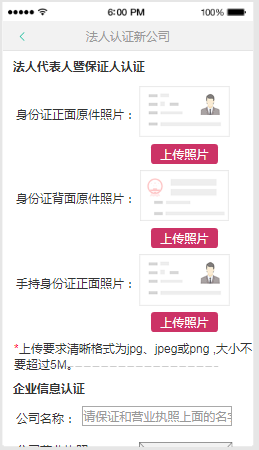 6:00 PM
100%
法人认证新公司
法人代表人暨保证人认证
身份证正面原件照片：
上传照片
身份证背面原件照片：
上传照片
手持身份证正面照片：
上传照片
*上传要求清晰格式为jpg、jpeg或png ,大小不
要超过5M。
企业信息认证
公司名称：
请保证和营业执照上面的名字